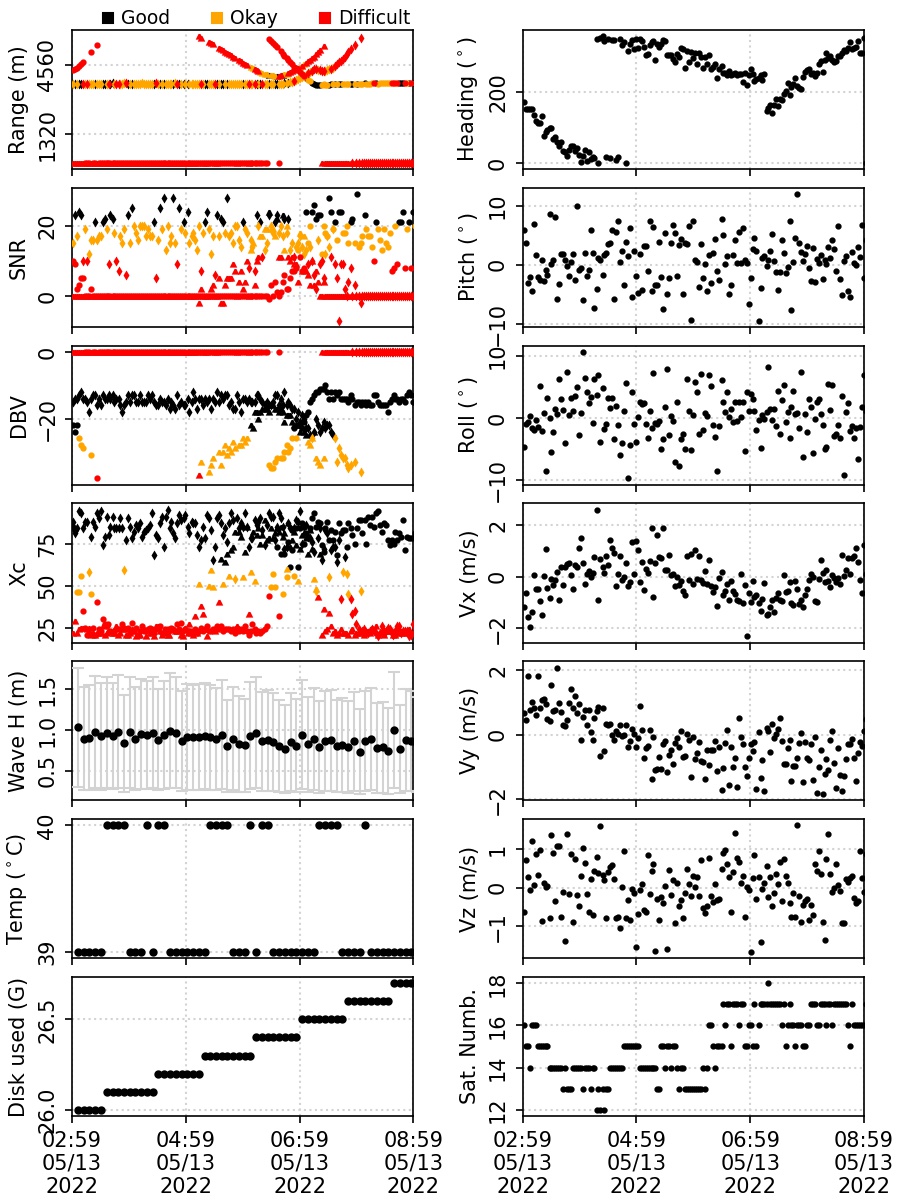 Good Okay Difficult
Range (m)
4560
1320
Heading (°)
200
0
SNR
20
0
Pitch (°)
10
0
−10
DBV
0
−20
Roll (°)
10
0
−10
Xc
75
50
25
Vx (m/s)
2
0
−2
Wave H (m)
1.5
1.0
0.5
Vy (m/s)
2
0
−2
Temp (°C)
40
39
Vz (m/s)
1
0
−1
Disk used (G)
26.5
26.0
Sat. Numb.
18
16
14
12
02:59 04:59 06:59 08:59 02:59 04:59 06:59 08:59
05/13 05/13 05/13 05/13 05/13 05/13 05/13 05/13
2022 2022 2022 2022 2022 2022 2022 2022